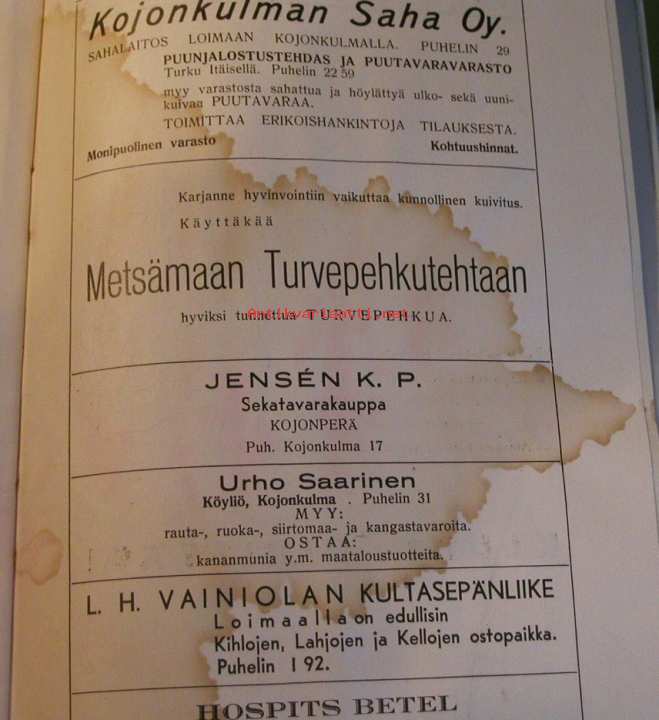 Kojonkulman Saha Oy.
SAHALAITOS LOIMAAN KOJONKULMALLA. PUHELIN 29
PUUNJALOSTUSTEHDAS JA PUUTAVARAVARASTO
Turku Itäisellä. Puhelin 22 59
myy varastosta sahattua ja höylättyä ulko- sekä uuni-
kuivaa PUUTAVARAA.
TOIMITTAA ERIKOISHANKINTOJA TILAUKSESTA.
Monipuolinen varasto Kohtuushinnat.
Karjanne hyvinvointiin vaikuttaa kunnollinen kuivitus.
Käyttäkää
Metsämaan Turvepehkutehtaan
hyviksi tunnettua TURVEPEHKUA.
JENSÉN K. P.
Sekatavarakauppa
KOJONPERÄ
Puh. Kojonkulma 17
Urho Saarinen
Köyliö, Kojonkulma . Puhelin 31
MYY:
rauta-, ruoka-, siirtomaa- ja kangastavaroita.
OSTAA:
kananmunia y.m. maataloustuotteita.
L. H. VAINIOLAN KULTASEPÄNLIIKE
Loimaalla on edullisin
Kihlojen, Lahjojen ja Kellojen ostopaikka.
Puhelin 192.
HOSPITS BETEL